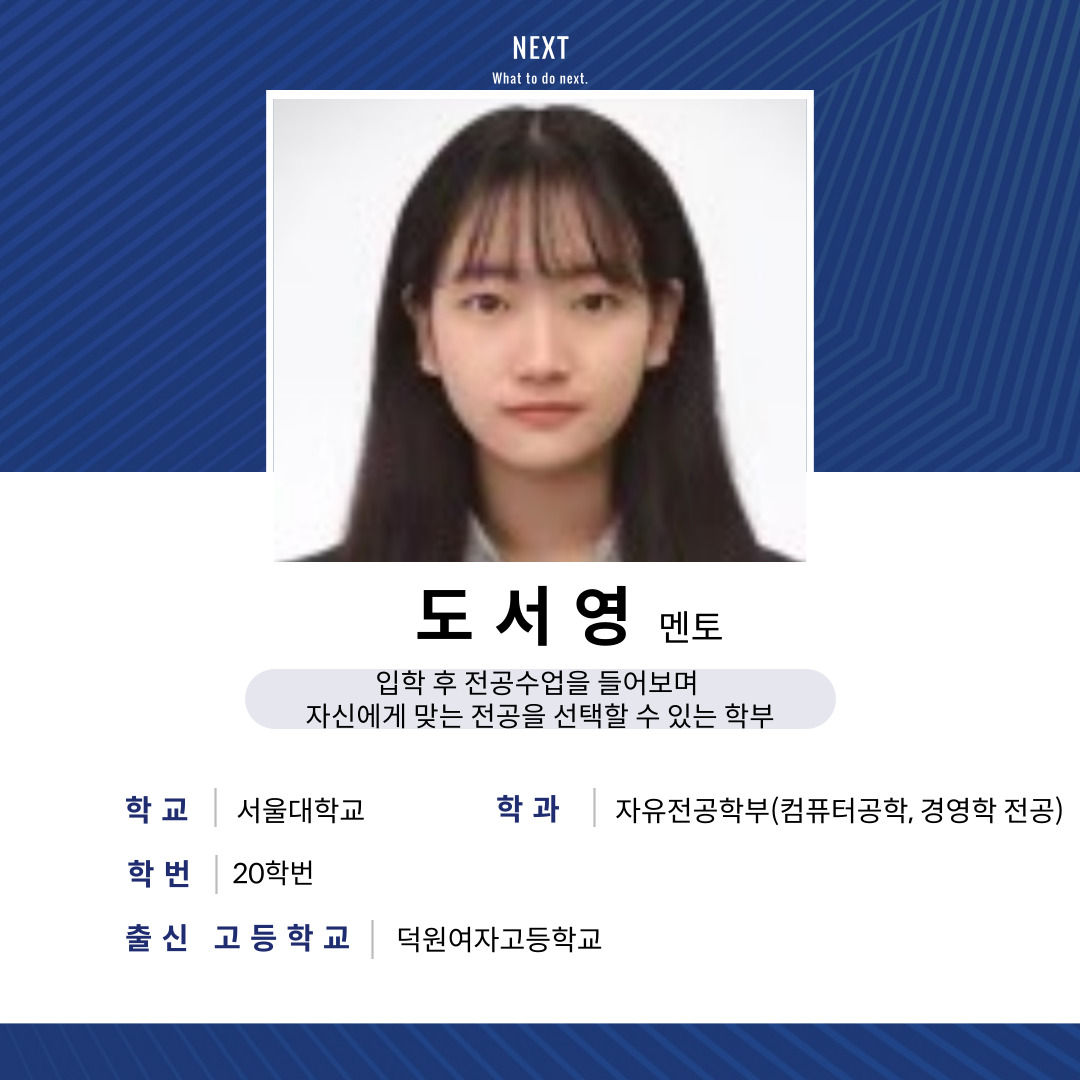 NEXT
What to do next.
도서영 멘토
입학 후 전공수업을 들어보며
자신에게 맞는 전공을 선택할 수 있는 학부
학교 서울대학교 학과 자유전공학부(컴퓨터공학, 경영학 전공)
학번 20학번
출신 고등학교 덕원여자고등학교